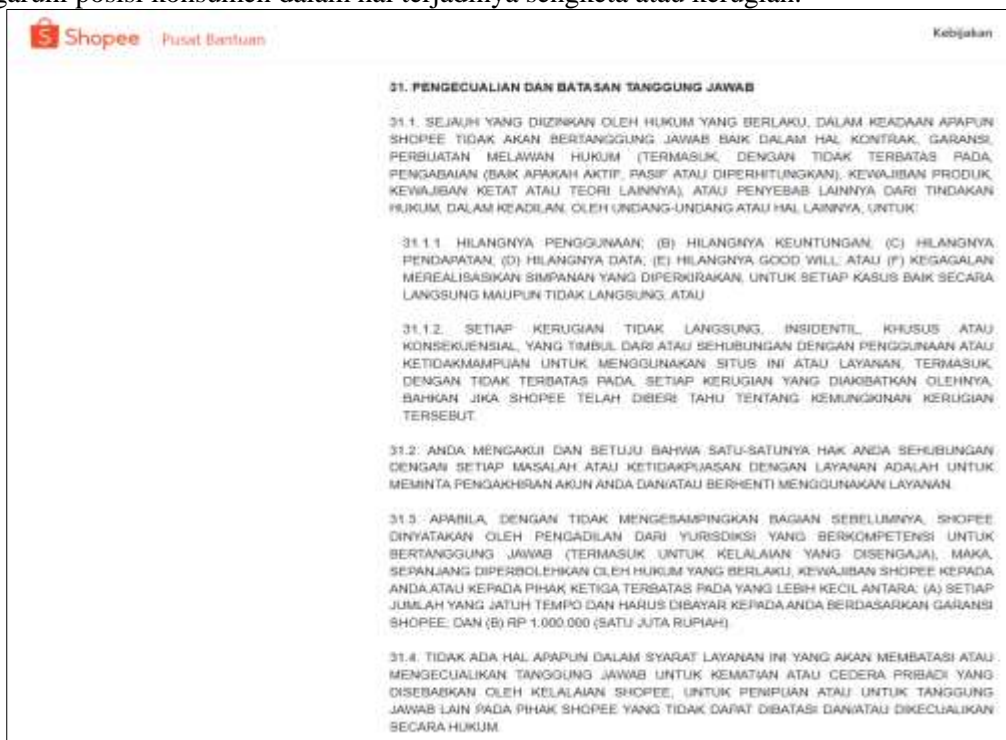 posisi konsumen dalam hal terjadinya sengketa atau kerugian.
Shopee Pusat Bantuan
Kebijakan
31. PENGECUALIAN DAN BATASAN TANGGUNG JAWAB
31.1. SEJAUH YANG DIIZINKAN OLEH HUKUM YANG BERLAKU, DALAM KEADAAN APAPUN
SHOPEE TIDAK AKAN BERTANGGUNG JAWAB BAIK DALAM HAL KONTRAK, GARANSI,
PERBUATAN MELAWAN HUKUM (TERMASUK, DENGAN TIDAK TERBATAS PADA,
PENGABAIAN (BAIK APAKAH AKTIF, PASIF ATAU DIPERHITUNGKAN), KEWAJIBAN PRODUK,
KEWAJIBAN KETAT ATAU TEORI LAINNYA), ATAU PENYEBAB LAINNYA DARI TINDAKAN
HUKUM, DALAM KEADILAN, OLEH UNDANG-UNDANG ATAU HAL LAINNYA, UNTUK:
31.1.1. HILANGNYA PENGGUNAAN; (B) HILANGNYA KEUNTUNGAN; (C) HILANGNYA
PENDAPATAN; (D) HILANGNYA DATA; (E) HILANGNYA GOOD WILL; ATAU (F) KEGAGALAN
MEREALISASIKAN SIMPANAN YANG DIPERKIRAKAN, UNTUK SETIAP KASUS BAIK SECARA
LANGSUNG MAUPUN TIDAK LANGSUNG; ATAU
31.1.2. SETIAP KERUGIAN TIDAK LANGSUNG, INSIDENTIL, KHUSUS ATAU
KONSEKUENSIAL, YANG TIMBUL DARI ATAU SEHUBUNGAN DENGAN PENGGUNAAN ATAU
KETIDAKMAMPUAN UNTUK MENGGUNAKAN SITUS INI ATAU LAYANAN, TERMASUK,
DENGAN TIDAK TERBATAS PADA, SETIAP KERUGIAN YANG DIAKIBATKAN OLEHNYA,
BAHKAN JIKA SHOPEE TELAH DIBERI TAHU TENTANG KEMUNGKINAN KERUGIAN
TERSEBUT.
31.2. ANDA MENGAKUI DAN SETUJU BAHWA SATU-SATUNYA HAK ANDA SEHUBUNGAN
DENGAN SETIAP MASALAH ATAU KETIDAKPUASAN DENGAN LAYANAN ADALAH UNTUK
MEMINTA PENGAKHIRAN AKUN ANDA DAN/ATAU BERHENTI MENGGUNAKAN LAYANAN.
31.3. APABILA, DENGAN TIDAK MENGESAMPINGKAN BAGIAN SEBELUMNYA, SHOPEE
DINYATAKAN OLEH PENGADILAN DARI YURISDIKSI YANG BERKOMPETENSI UNTUK
BERTANGGUNG JAWAB (TERMASUK UNTUK KELALAIAN YANG DISENGAJA), MAKA,
SEPANJANG DIPERBOLEHKAN OLEH HUKUM YANG BERLAKU, KEWAJIBAN SHOPEE KEPADA
ANDA ATAU KEPADA PIHAK KETIGA TERBATAS PADA YANG LEBIH KECIL ANTARA: (A) SETIAP
JUMLAH YANG JATUH TEMPO DAN HARUS DIBAYAR KEPADA ANDA BERDASARKAN GARANSI
SHOPEE; DAN (B) RP 1.000.000 (SATU JUTA RUPIAH).
31.4. TIDAK ADA HAL APAPUN DALAM SYARAT LAYANAN INI YANG AKAN MEMBATASI ATAU
MENGECUALIKAN TANGGUNG JAWAB UNTUK KEMATIAN ATAU CEDERA PRIBADI YANG
DISEBABKAN OLEH KELALAIAN SHOPEE, UNTUK PENIPUAN ATAU UNTUK TANGGUNG
JAWAB LAIN PADA PIHAK SHOPEE YANG TIDAK DAPAT DIBATASI DAN/ATAU DIKECUALIKAN
SECARA HUKUM.